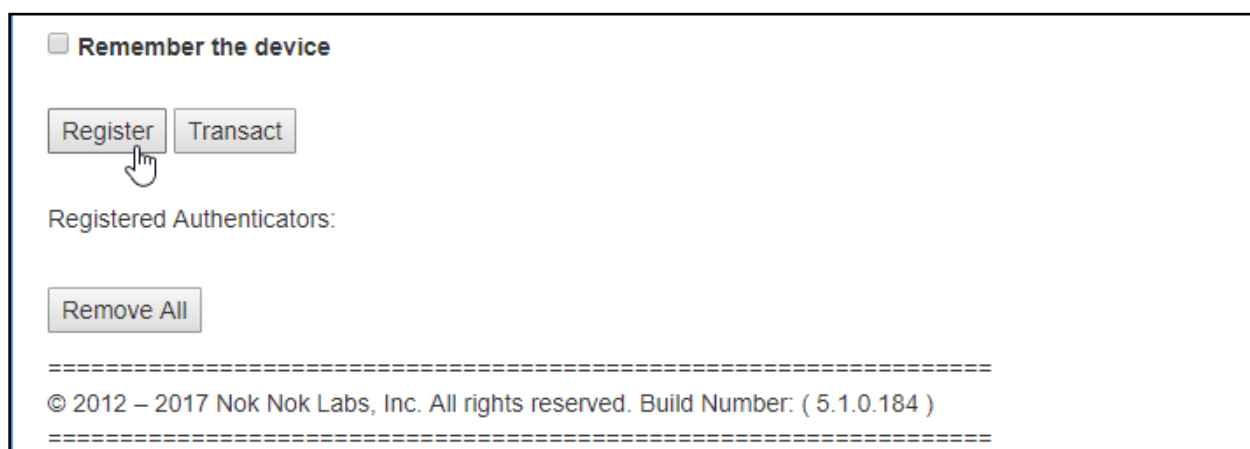 Remember the device
Register Transact
Registered Authenticators:
Remove All
==================================================================
© 2012 – 2017 Nok Nok Labs, Inc. All rights reserved. Build Number: ( 5.1.0.184 )
==================================================================